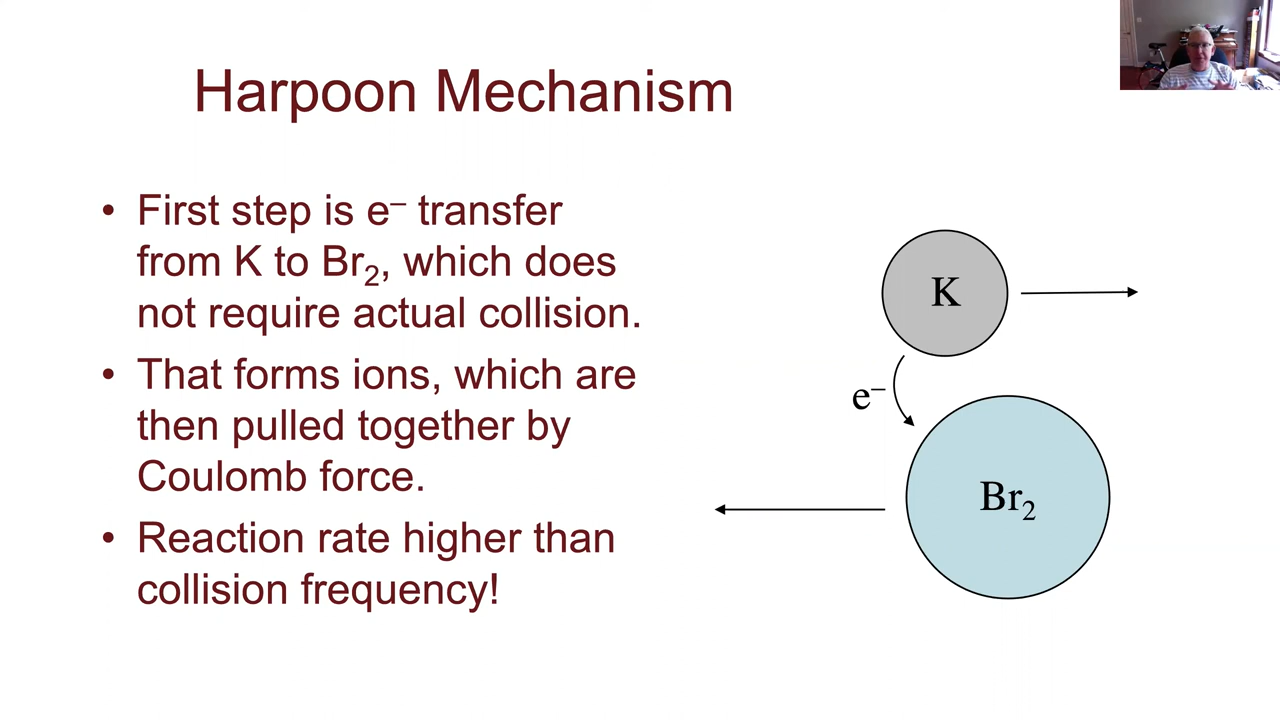 Harpoon Mechanism
• First step is e⁻ transfer
from K to Br₂, which does
not require actual collision.
• That forms ions, which are
then pulled together by
Coulomb force.
• Reaction rate higher than
collision frequency!
K
e⁻
Br₂